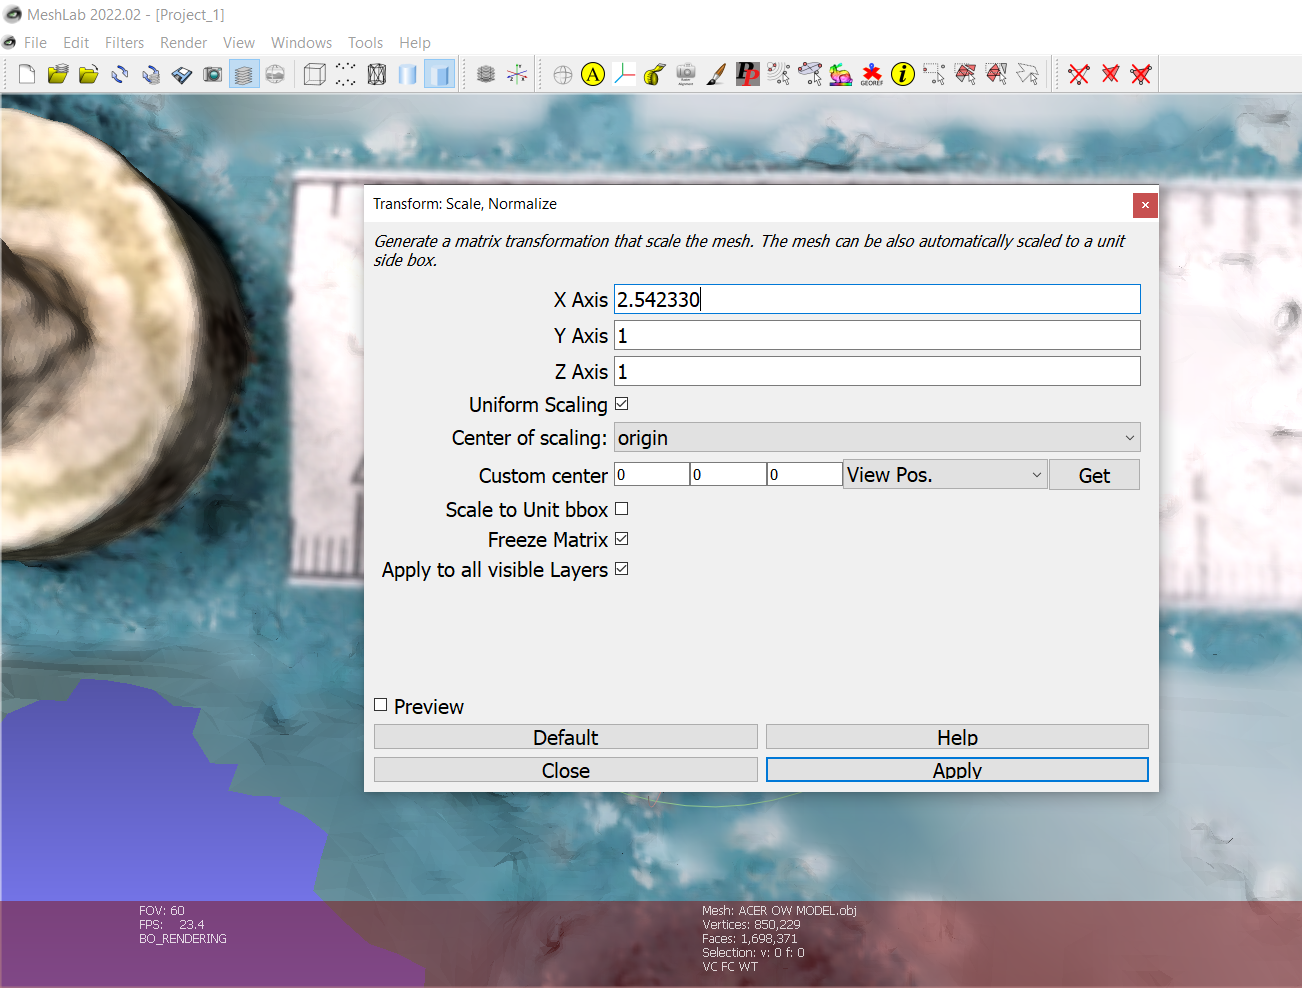 MeshLab 2022.02 - [Project_1]
File Edit Filters Render View Windows Tools Help
A
PP
GEOREF
i
Transform: Scale, Normalize
Generate a matrix transformation that scale the mesh. The mesh can be also automatically scaled to a unit
side box.
X Axis 2.542330
Y Axis 1
Z Axis 1
Uniform Scaling
Center of scaling: origin
Custom center 0 0 0 View Pos. Get
Scale to Unit bbox
Freeze Matrix
Apply to all visible Layers
Preview
Default Help
Close Apply
FOV: 60
FPS: 23.4
BO_RENDERING
Mesh: ACER OW MODEL.obj
Vertices: 850,229
Faces: 1,698,371
Selection: v: 0 f: 0
VC FC WT